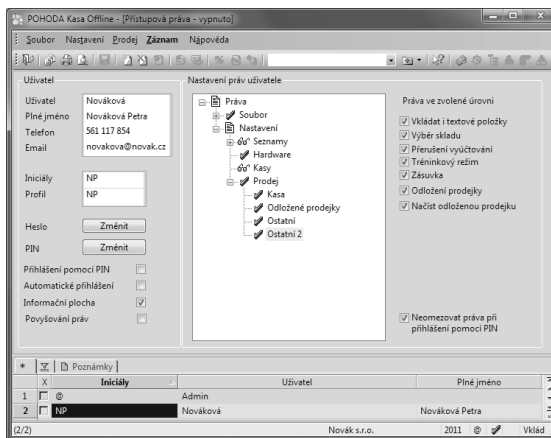 POHODA Kasa Offline - [Přístupová práva - vypnuto]
Soubor Nastavení Prodej Záznam Nápověda
Uživatel
Uživatel Nováková
Plné jméno Nováková Petra
Telefon 561 117 854
Email novakova@novak.cz
Iniciály NP
Profil NP
Heslo Změnit
PIN Změnit
Přihlášení pomocí PIN
Automatické přihlášení
Informační plocha
Povyšování práv
Nastavení práv uživatele
Práva
Soubor
Nastavení
Seznamy
Hardware
Kasy
Prodej
Kasa
Odložené prodejky
Ostatní
Ostatní 2
Práva ve zvolené úrovni
Vkládat i textové položky
Výběr skladu
Přerušení vyúčtování
Tréninkový režim
Zásuvka
Odložení prodejky
Načíst odloženou prodejku
Neomezovat práva při
přihlášení pomocí PIN
* Poznámky
X Iniciály Uživatel Plné jméno
1 @ Admin
2 NP Nováková Nováková Petra
(2/2) Novák s.r.o. 2011 @ Vklád